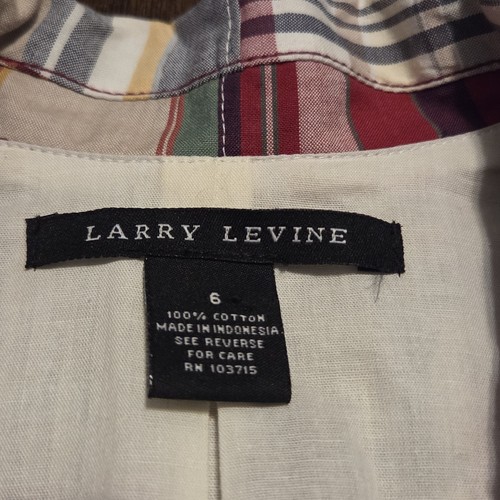 LARRY LEVINE
6
100% COTTON
MADE IN INDONESIA
SEE REVERSE
FOR CARE
RN 103715